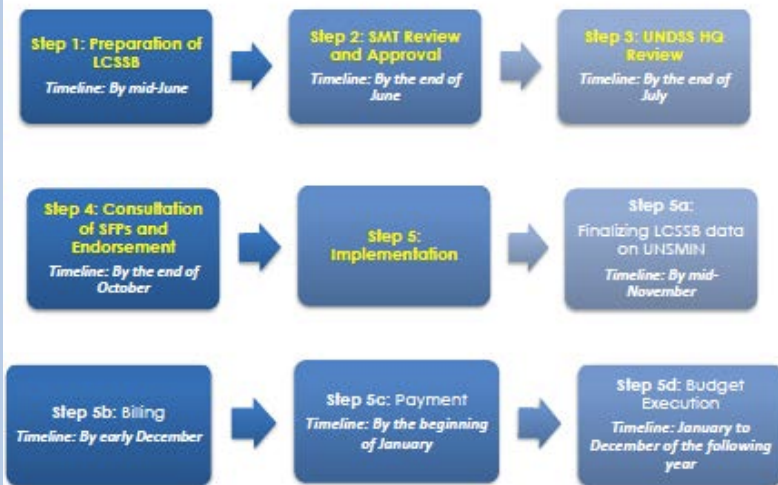 Step 1: Preparation of
LCSSB
Timeline: By mid-June
Step 2: SMT Review
and Approval
Timeline: By the end of
June
Step 3: UNDSS HQ
Review
Timeline: By the end of
July
Step 4: Consultation
of SFPs and
Endorsement
Timeline: By the end of
October
Step 5:
Implementation
Step 5a:
Finalizing LCSSB data
on UNSMIN
Timeline: By mid-
November
Step 5b: Billing
Timeline: By early December
Step 5c: Payment
Timeline: By the beginning
of January
Step 5d: Budget
Execution
Timeline: January to
December of the following
year